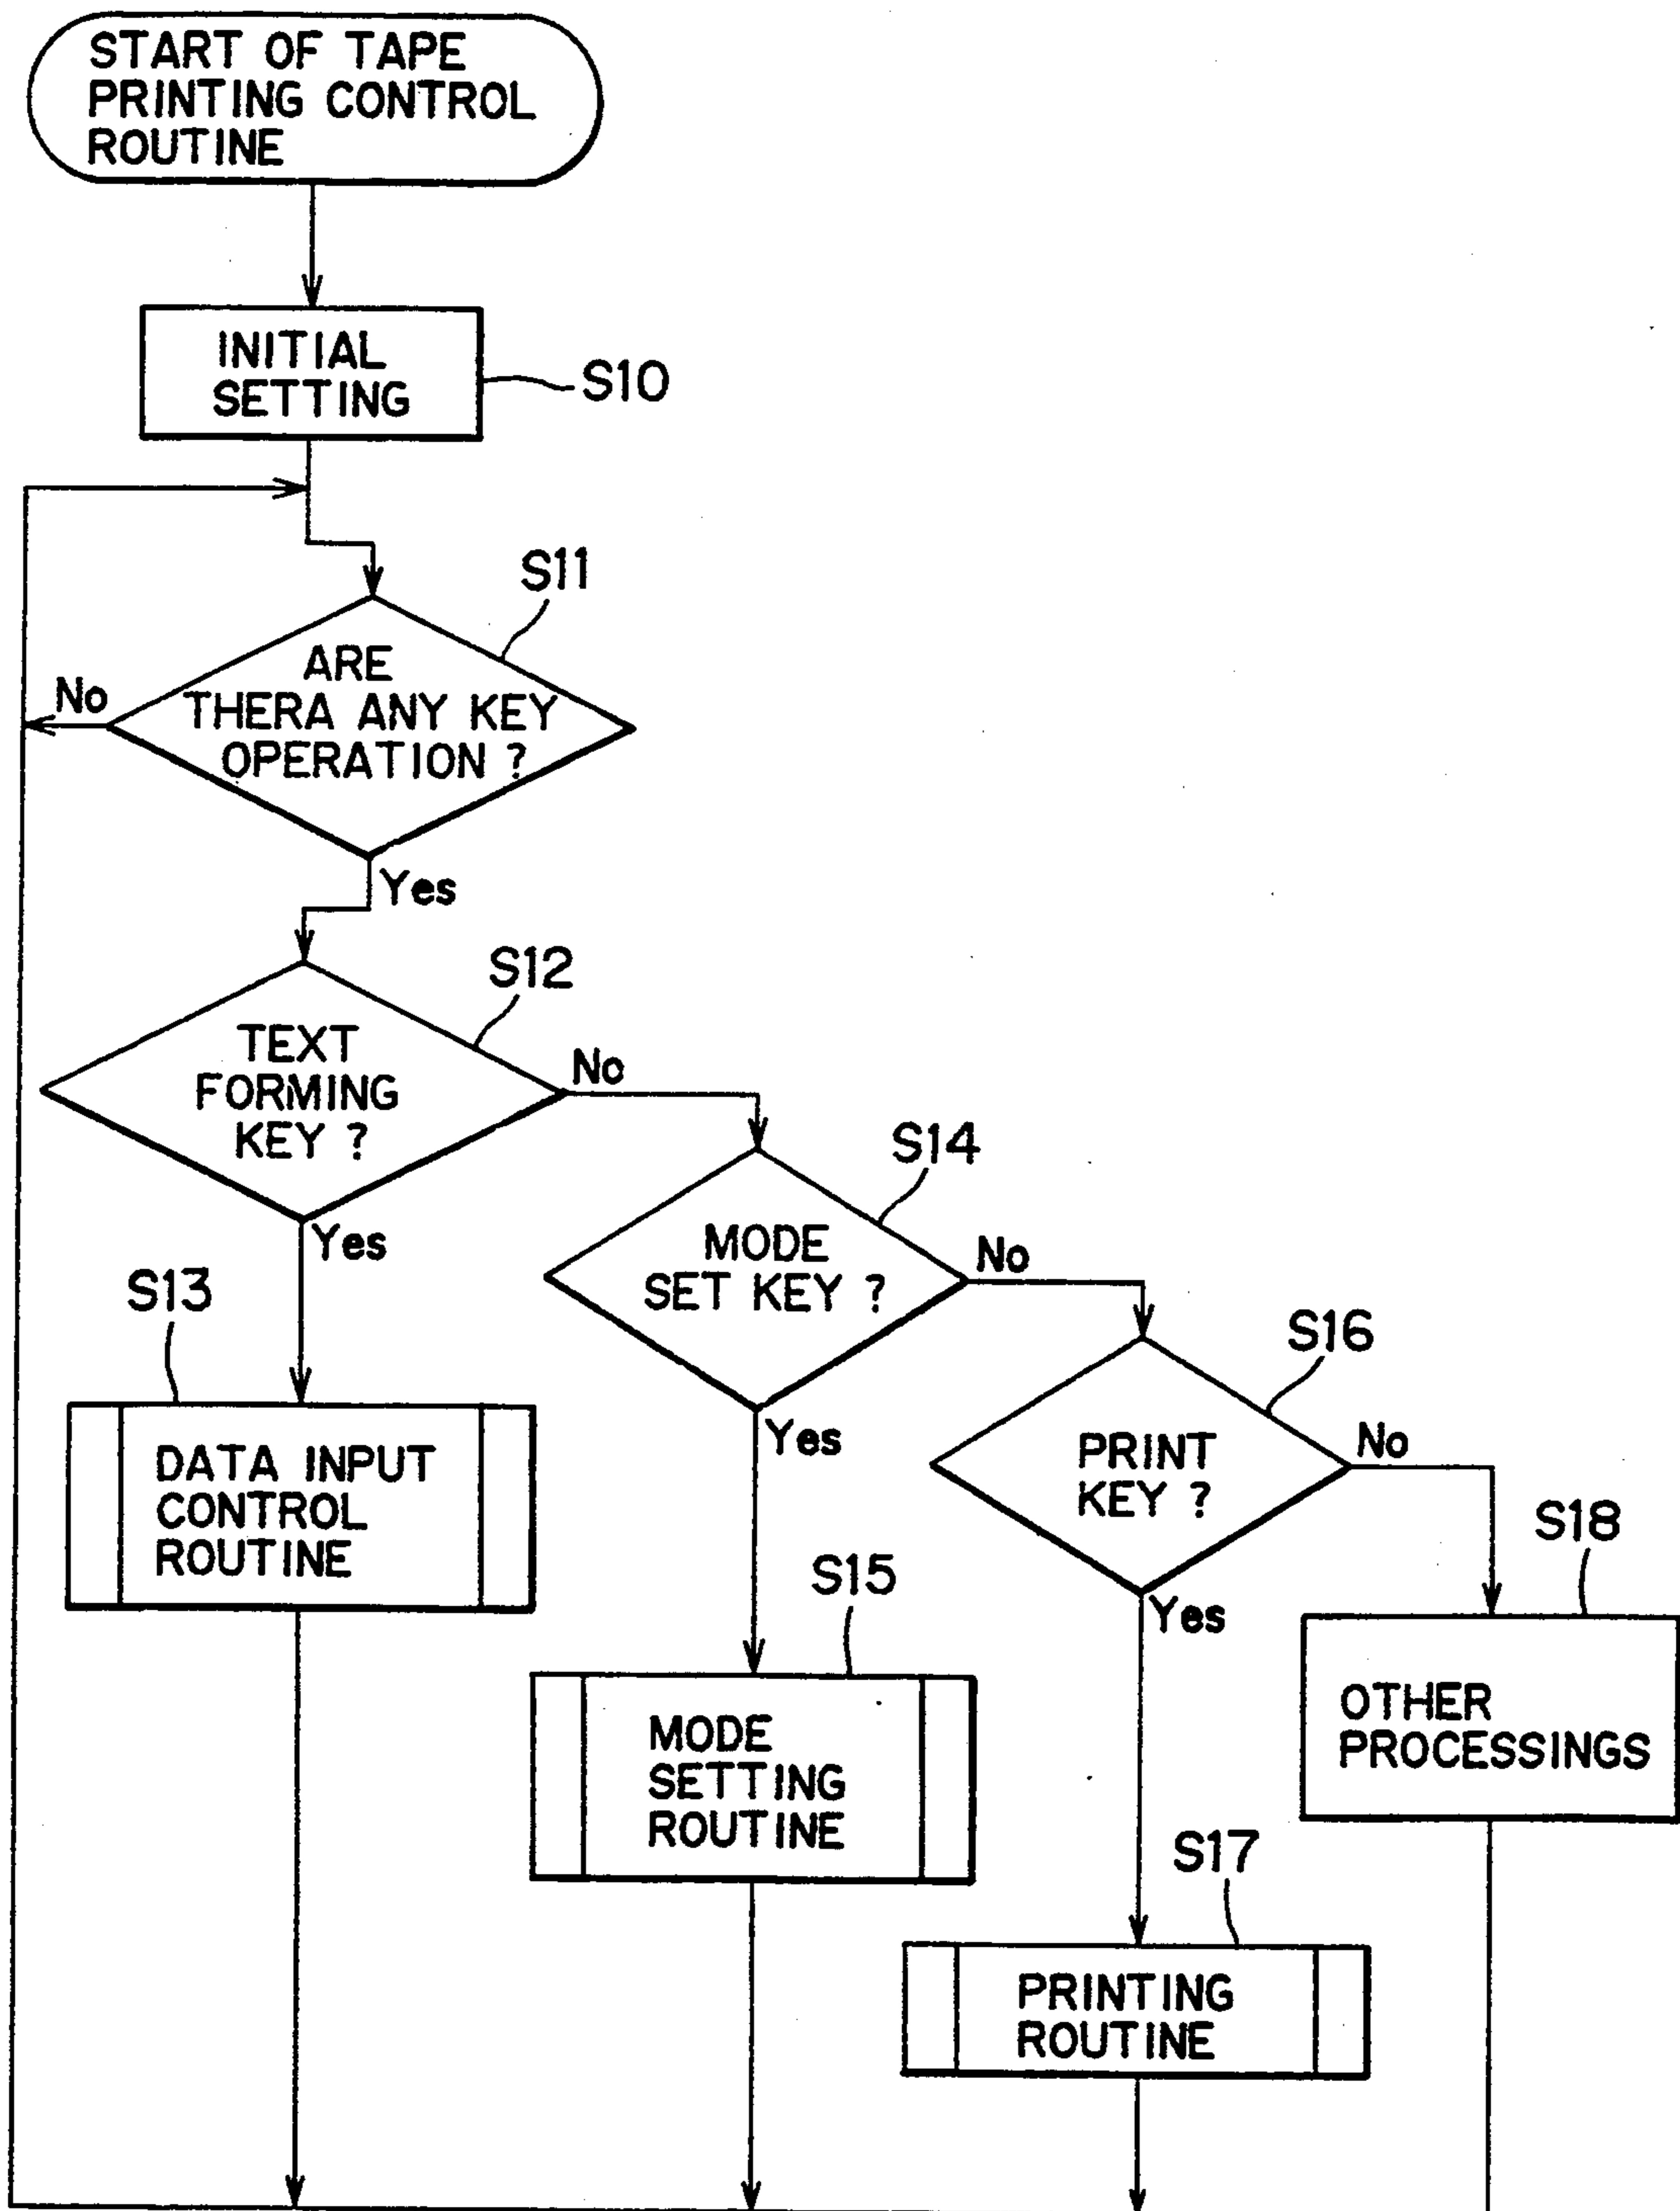 START OF TAPE
PRINTING CONTROL
ROUTINE
INITIAL
SETTING
S10
S11
ARE
THERA ANY KEY
OPERATION ?
No
Yes
S12
TEXT
FORMING
KEY ?
No
Yes
S14
MODE
SET KEY ?
No
Yes
S13
DATA INPUT
CONTROL
ROUTINE
S16
PRINT
KEY ?
No
Yes
S15
MODE
SETTING
ROUTINE
S18
OTHER
PROCESSINGS
S17
PRINTING
ROUTINE